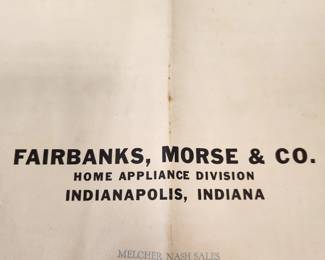 FAIRBANKS, MORSE & CO.
HOME APPLIANCE DIVISION
INDIANAPOLIS, INDIANA
MELCHER NASH SALES